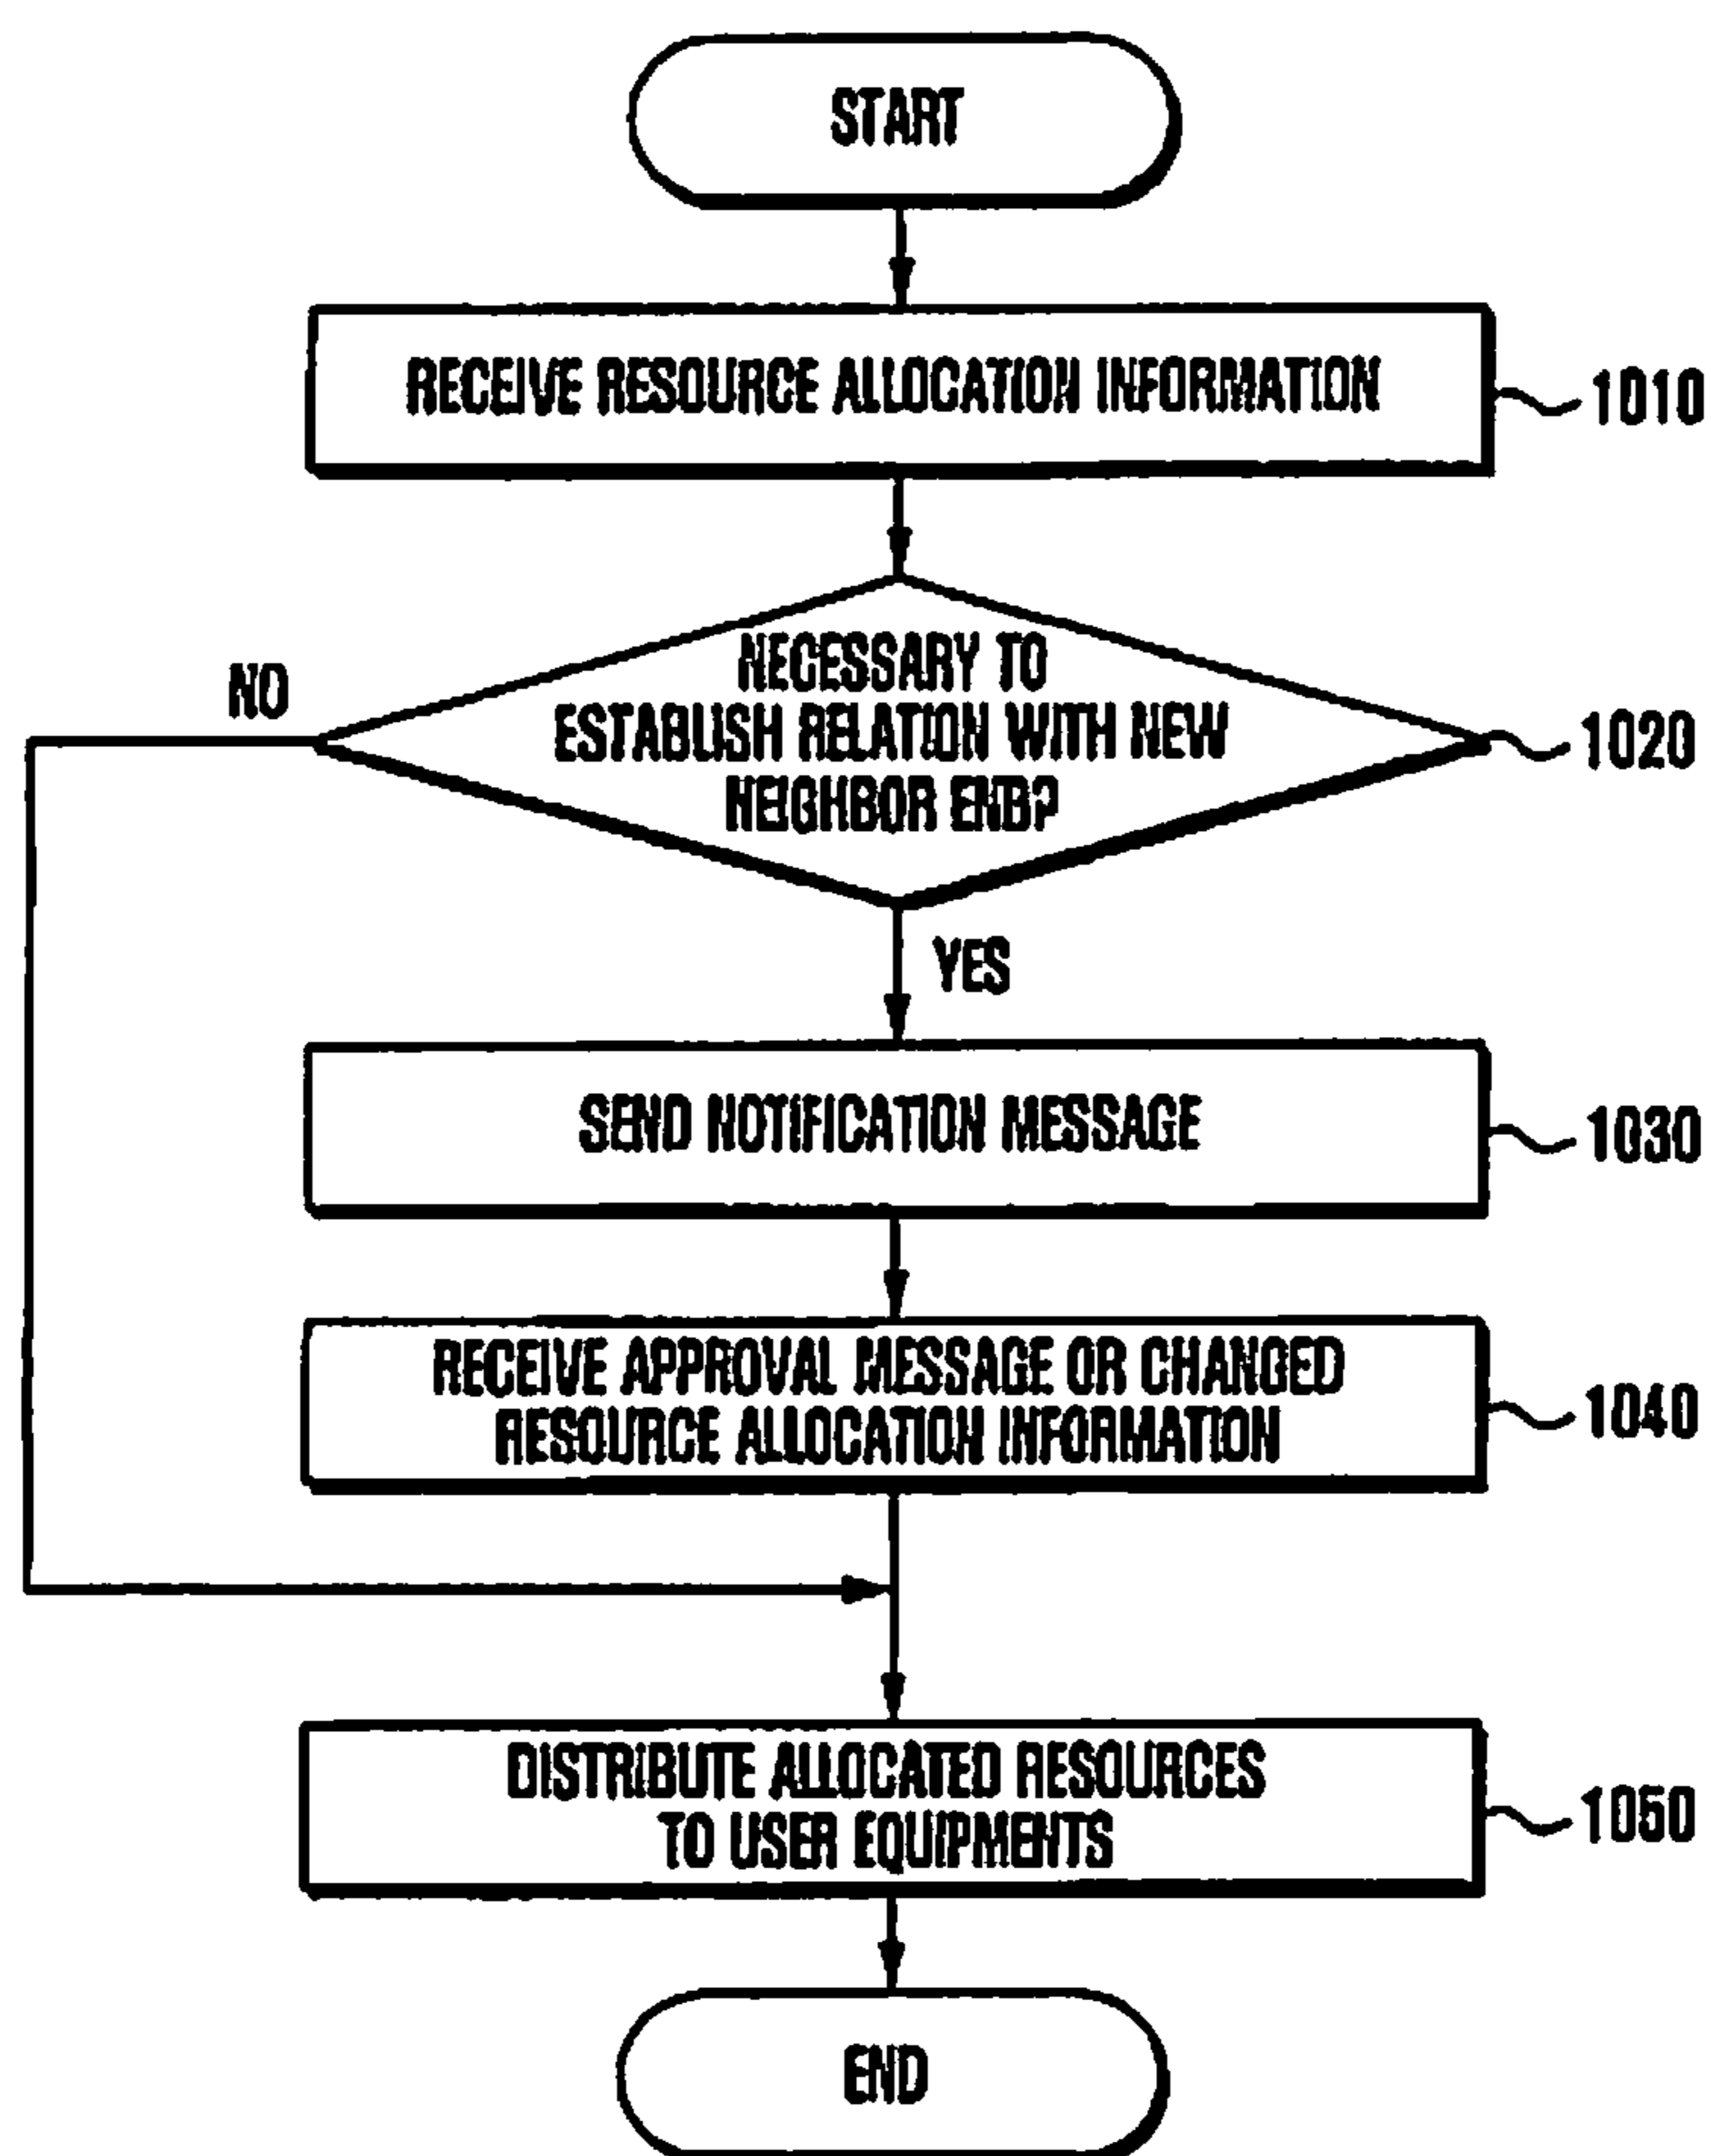 START
RECEIVE RESOURCE ALLOCATION INFORMATION
1010
NECESSARY TO
ESTABLISH RELATION WITH NEW
NEIGHBOR ENB?
1020
NO
YES
SEND NOTIFICATION MESSAGE
1030
RECEIVE APPROVAL MESSAGE OR CHANGED
RESOURCE ALLOCATION INFORMATION
1040
DISTRIBUTE ALLOCATED RESOURCES
TO USER EQUIPMENTS
1050
END